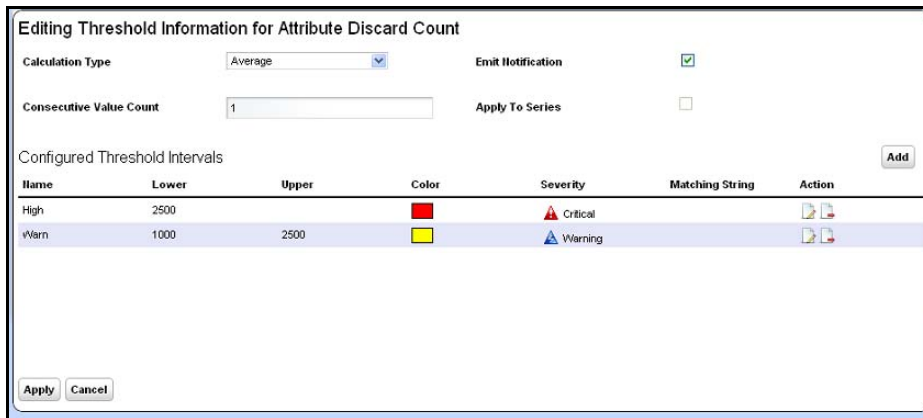 Editing Threshold Information for Attribute Discard Count
Calculation Type Average Emit Notification
Consecutive Value Count 1 Apply To Series
Configured Threshold Intervals Add
Name Lower Upper Color Severity Matching String Action
High 2500 Critical
Warn 1000 2500 Warning
Apply Cancel